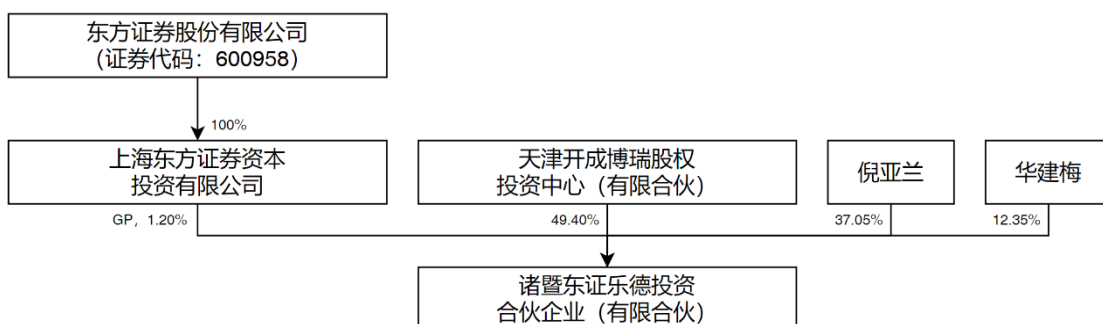 东方证券股份有限公司
（证券代码：600958）
100%
上海东方证券资本
投资有限公司
天津开成博瑞股权
投资中心（有限合伙）
倪亚兰
华建梅
GP，1.20%
49.40%
37.05%
12.35%
诸暨东证乐德投资
合伙企业（有限合伙）